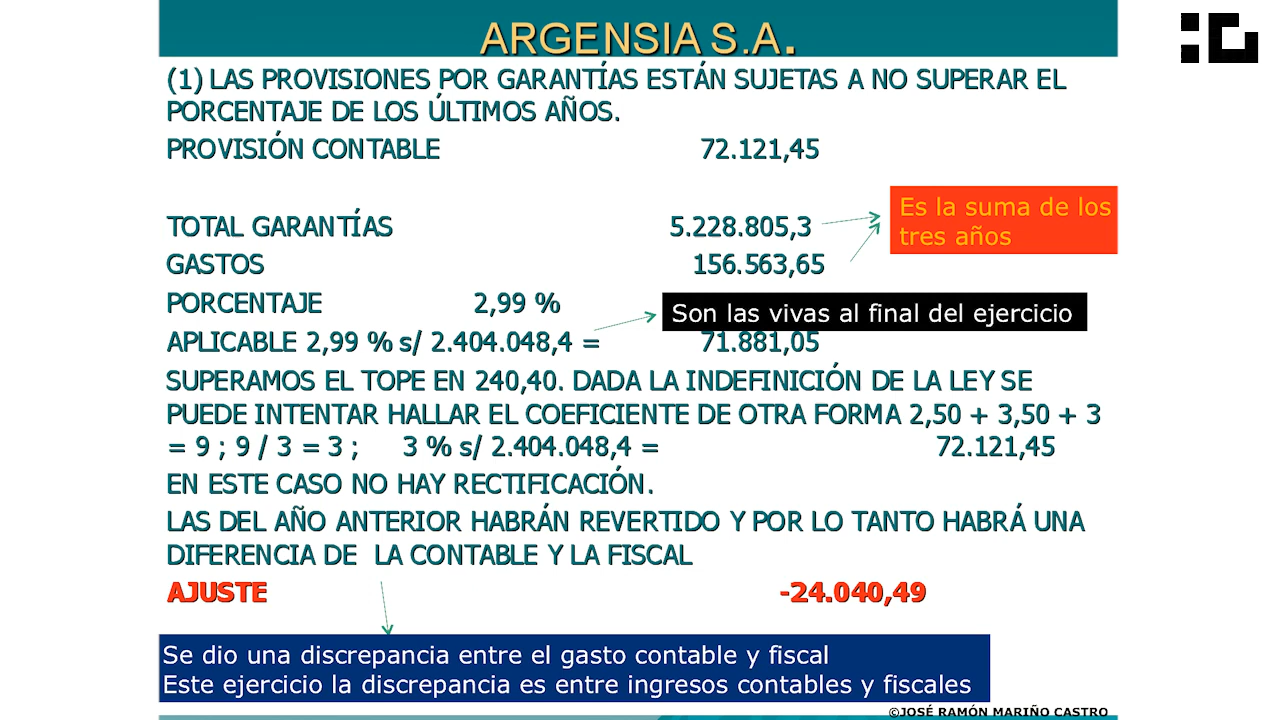 ARGENSIA S.A.
(1) LAS PROVISIONES POR GARANTÍAS ESTÁN SUJETAS A NO SUPERAR EL
PORCENTAJE DE LOS ÚLTIMOS AÑOS.
PROVISIÓN CONTABLE 72.121,45
TOTAL GARANTÍAS 5.228.805,3
Es la suma de los
tres años
GASTOS 156.563,65
PORCENTAJE 2,99 %
Son las vivas al final del ejercicio
APLICABLE 2,99 % s/ 2.404.048,4 = 71.881,05
SUPERAMOS EL TOPE EN 240,40. DADA LA INDEFINICIÓN DE LA LEY SE
PUEDE INTENTAR HALLAR EL COEFICIENTE DE OTRA FORMA 2,50 + 3,50 + 3
= 9 ; 9 / 3 = 3 ; 3 % s/ 2.404.048,4 = 72.121,45
EN ESTE CASO NO HAY RECTIFICACIÓN.
LAS DEL AÑO ANTERIOR HABRÁN REVERTIDO Y POR LO TANTO HABRÁ UNA
DIFERENCIA DE LA CONTABLE Y LA FISCAL
AJUSTE -24.040,49
Se dio una discrepancia entre el gasto contable y fiscal
Este ejercicio la discrepancia es entre ingresos contables y fiscales
©JOSÉ RAMÓN MARIÑO CASTRO